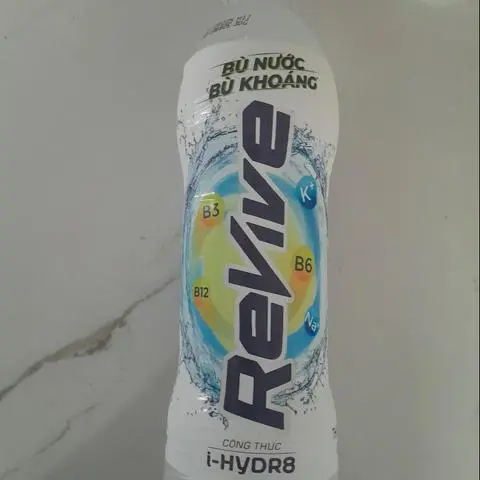 BÙ NƯỚC
BÙ KHOÁNG
ReVive
K+
B3
B6
B12
Na+
CÔNG THỨC
i-HYDR8